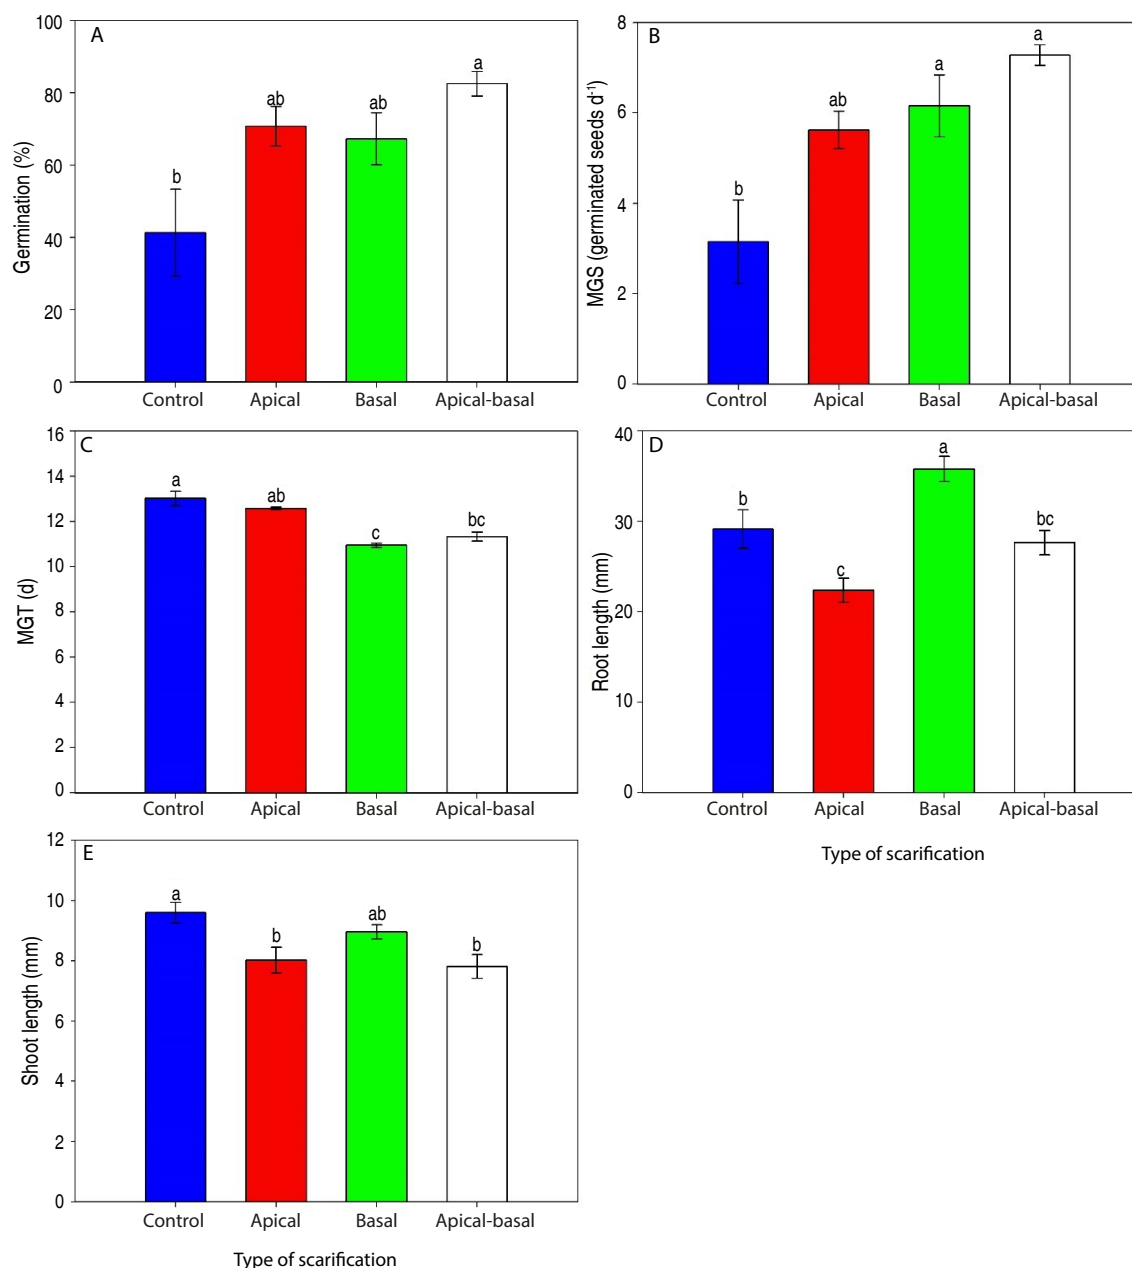 A
Germination (%)
100
80
60
40
20
0
b
ab
ab
a
Control Apical Basal Apical-basal
B
MGS (germinated seeds d⁻¹)
8
6
4
2
0
b
ab
a
a
Control Apical Basal Apical-basal
C
MGT (d)
16
14
12
10
8
6
4
2
0
a
ab
c
bc
Control Apical Basal Apical-basal
D
Root length (mm)
40
30
20
10
0
b
c
a
bc
Control Apical Basal Apical-basal
Type of scarification
E
Shoot length (mm)
12
10
8
6
4
2
0
a
b
ab
b
Control Apical Basal Apical-basal
Type of scarification